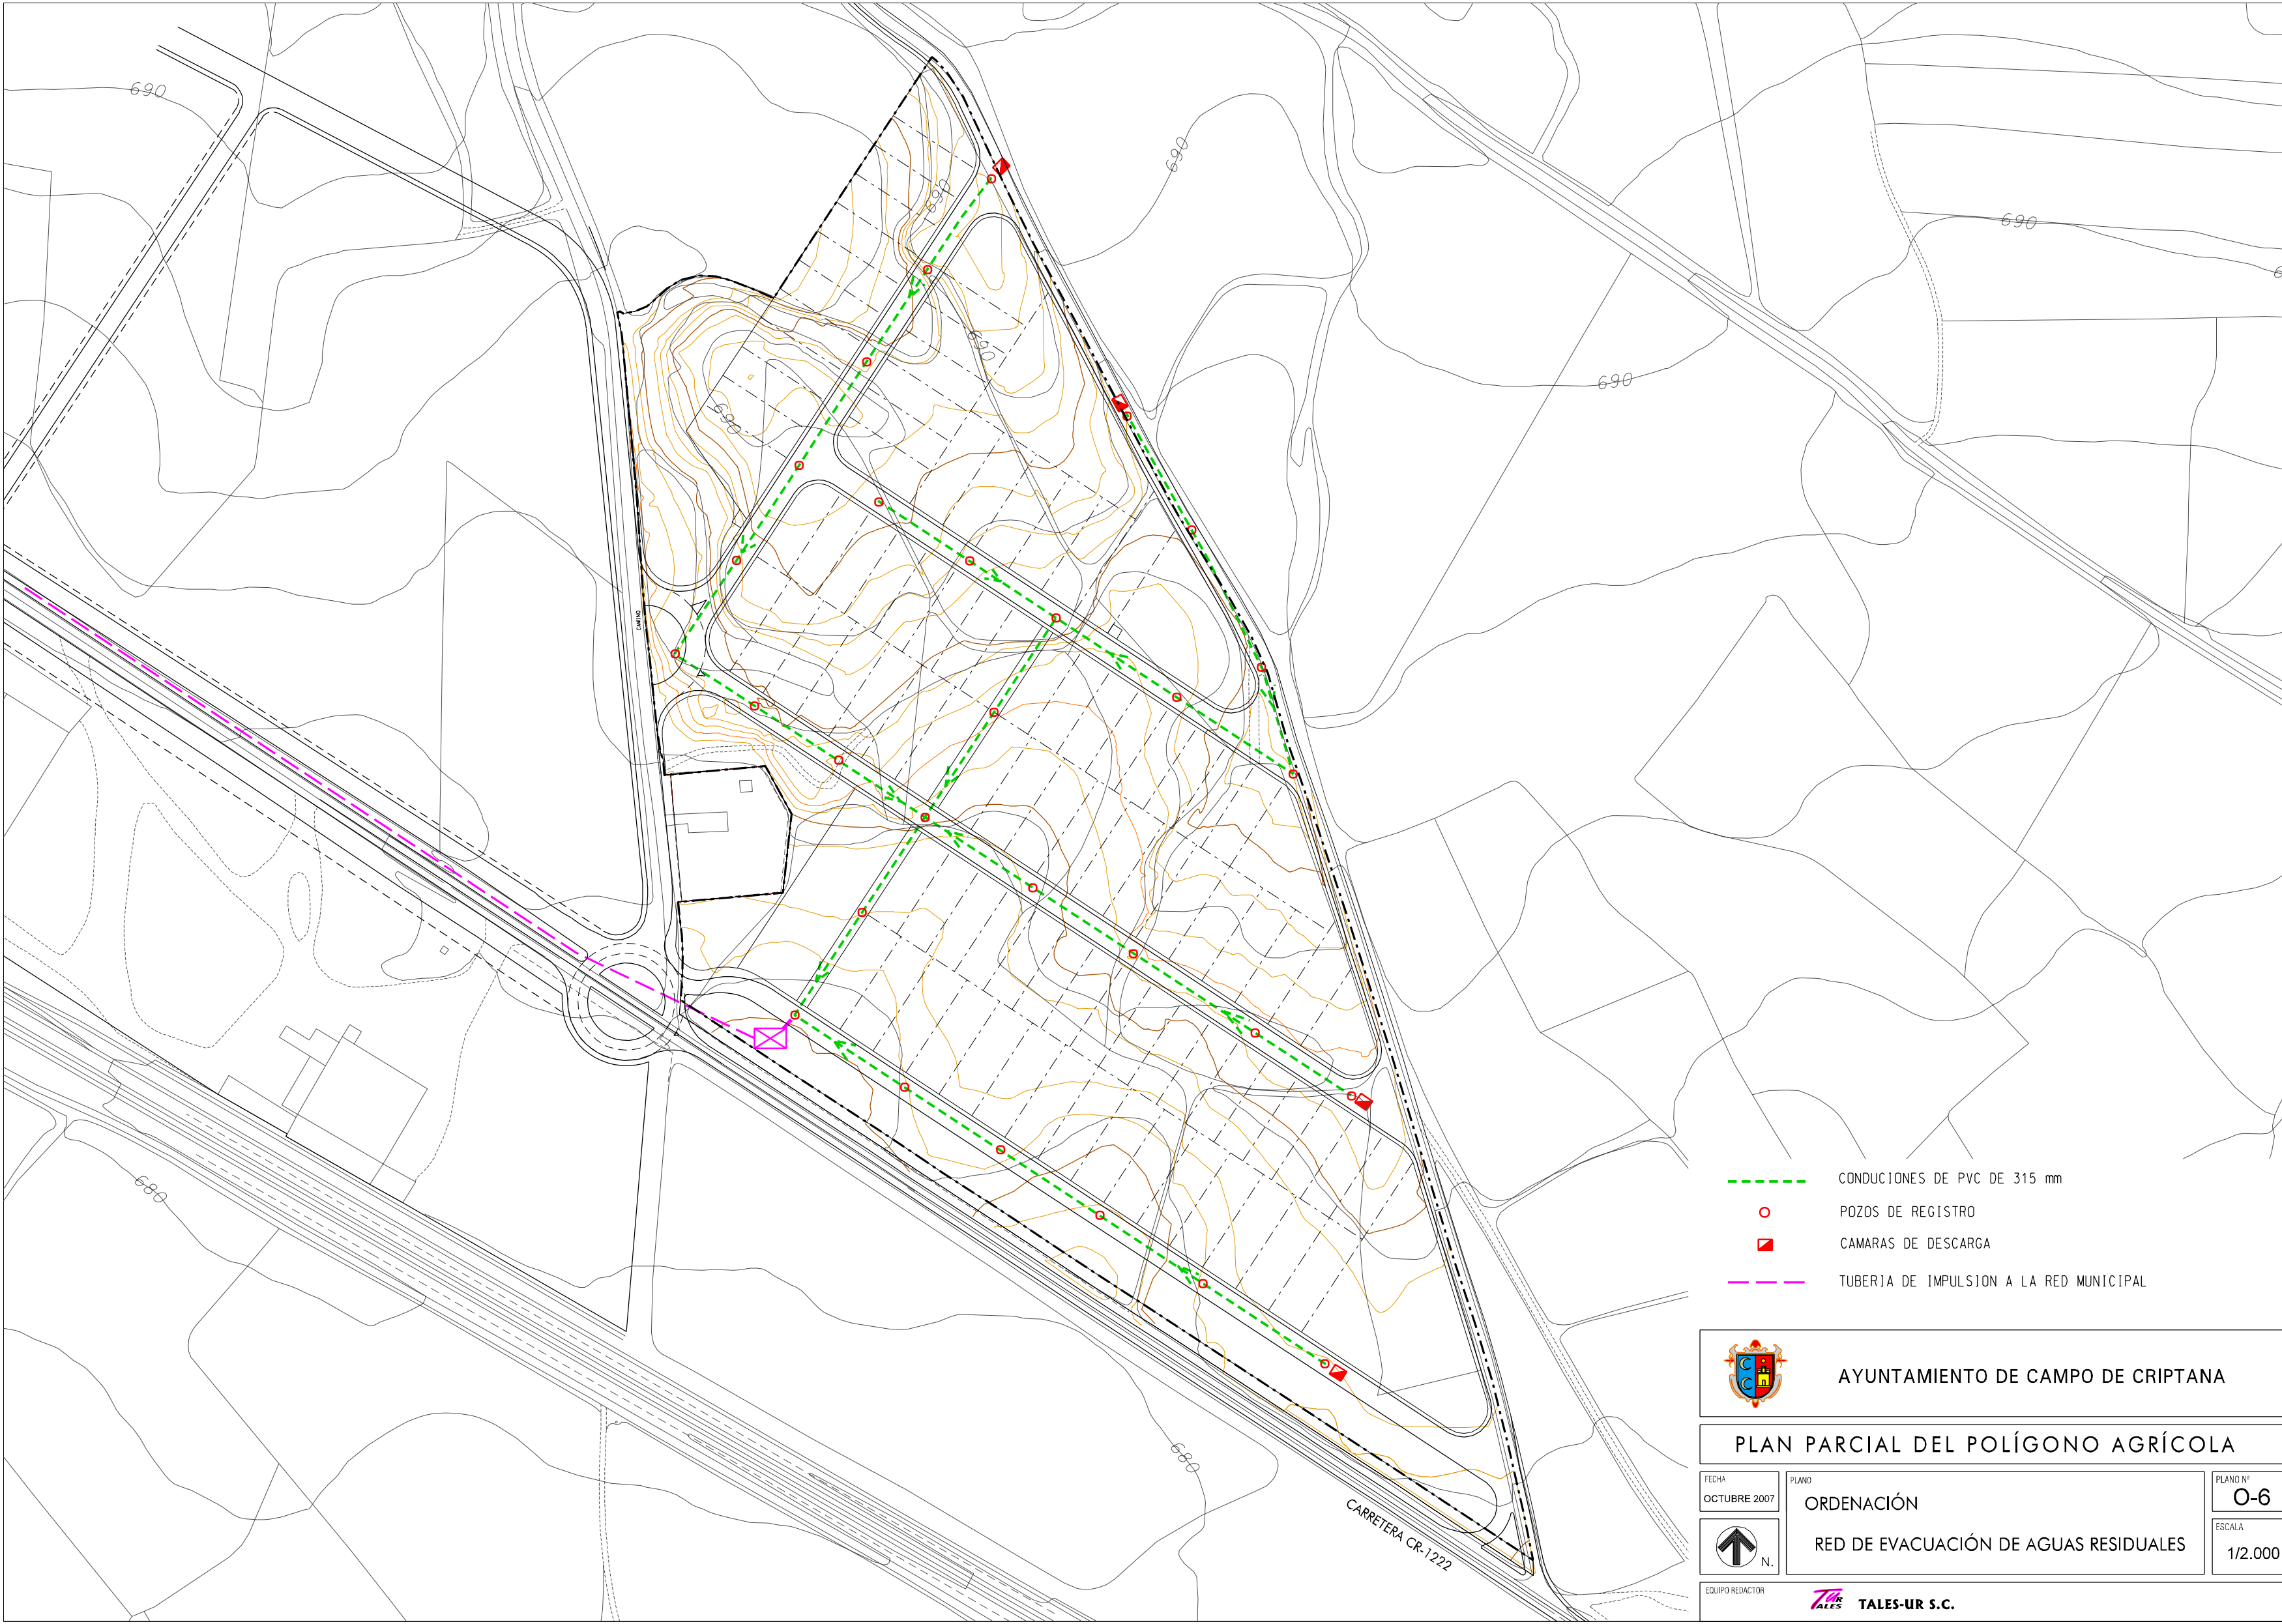 690
690
690
690
690
690
690
680
CAMINO
680
680
CARRETERA CR-1222
CONDUCIONES DE PVC DE 315 mm
POZOS DE REGISTRO
CAMARAS DE DESCARGA
TUBERIA DE IMPULSION A LA RED MUNICIPAL
AYUNTAMIENTO DE CAMPO DE CRIPTANA
PLAN PARCIAL DEL POLÍGONO AGRÍCOLA
FECHA
OCTUBRE 2007
PLANO
ORDENACIÓN
RED DE EVACUACIÓN DE AGUAS RESIDUALES
PLANO Nº
O-6
N.
ESCALA
1/2.000
EQUIPO REDACTOR
TUR ALES
TALES-UR S.C.